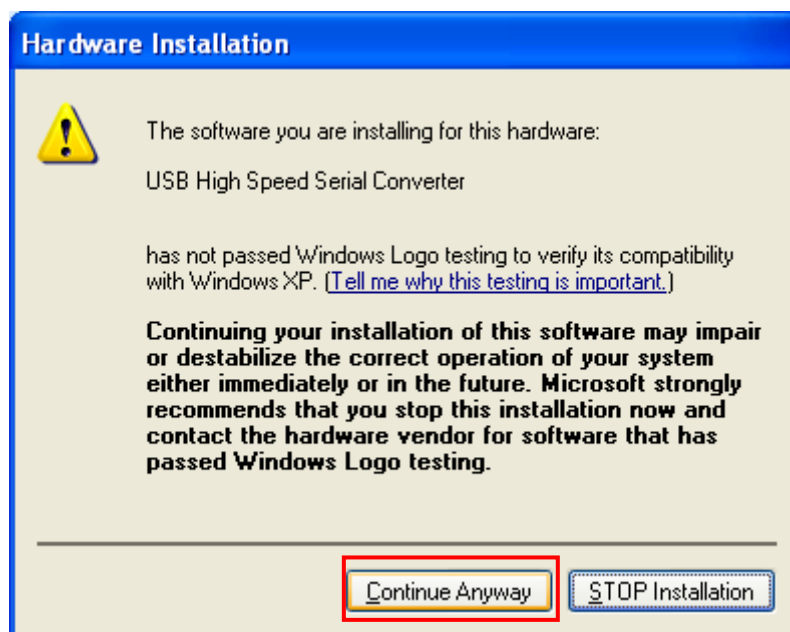 Hardware Installation
The software you are installing for this hardware:
USB High Speed Serial Converter
has not passed Windows Logo testing to verify its compatibility
with Windows XP. (Tell me why this testing is important.)
Continuing your installation of this software may impair
or destabilize the correct operation of your system
either immediately or in the future. Microsoft strongly
recommends that you stop this installation now and
contact the hardware vendor for software that has
passed Windows Logo testing.
Continue Anyway
STOP Installation